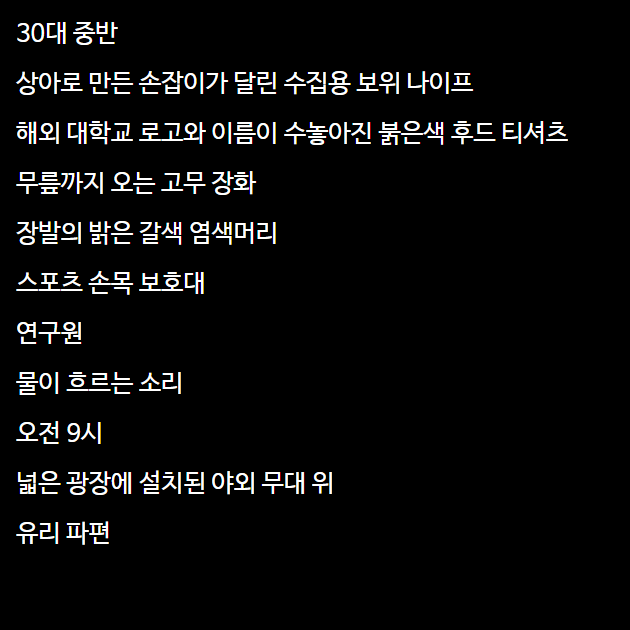 30대 중반
상아로 만든 손잡이가 달린 수집용 보위 나이프
해외 대학교 로고와 이름이 수놓아진 붉은색 후드 티셔츠
무릎까지 오는 고무 장화
장발의 밝은 갈색 염색머리
스포츠 손목 보호대
연구원
물이 흐르는 소리
오전 9시
넓은 광장에 설치된 야외 무대 위
유리 파편